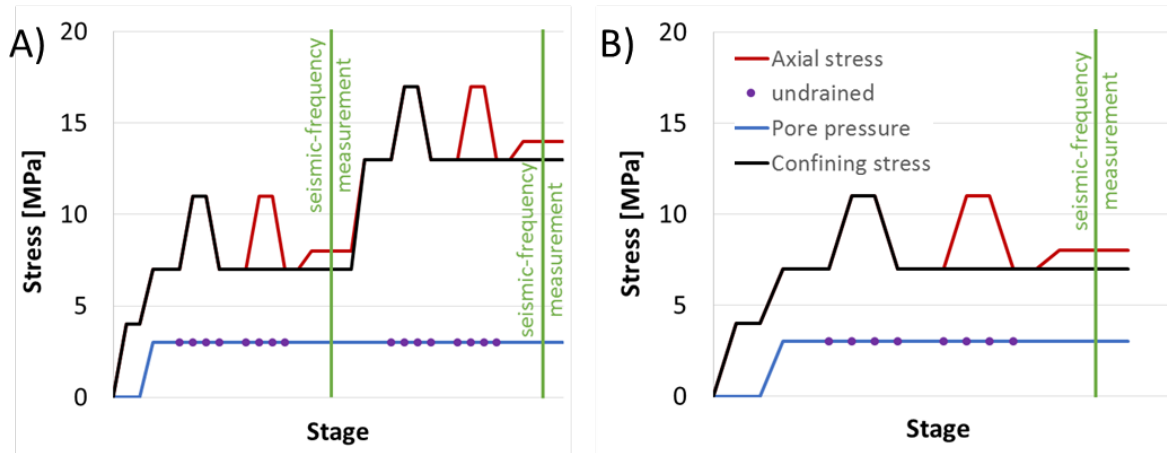 A)
20
15
10
5
0
Stress [MPa]
Stage
seismic-frequency
measurement
seismic-frequency
measurement
B)
20
15
10
5
0
Stress [MPa]
Stage
Axial stress
undrained
Pore pressure
Confining stress
seismic-frequency
measurement